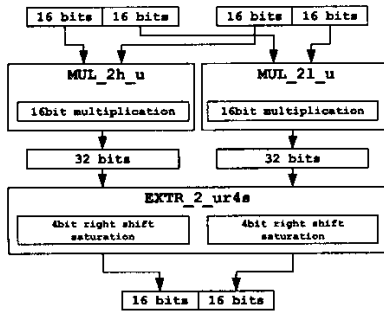 16 bits 16 bits 16 bits 16 bits
MUL_2h_u MUL_2l_u
16bit multiplication 16bit multiplication
32 bits 32 bits
EXTR_2_ur4s
4bit right shift 4bit right shift
saturation saturation
16 bits 16 bits